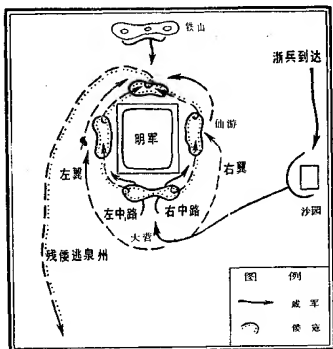 铁山
浙兵到达
仙游
明军
左翼
右翼
左中路
右中路
大营
沙园
残倭逃泉州
图 例
戚军
倭寇